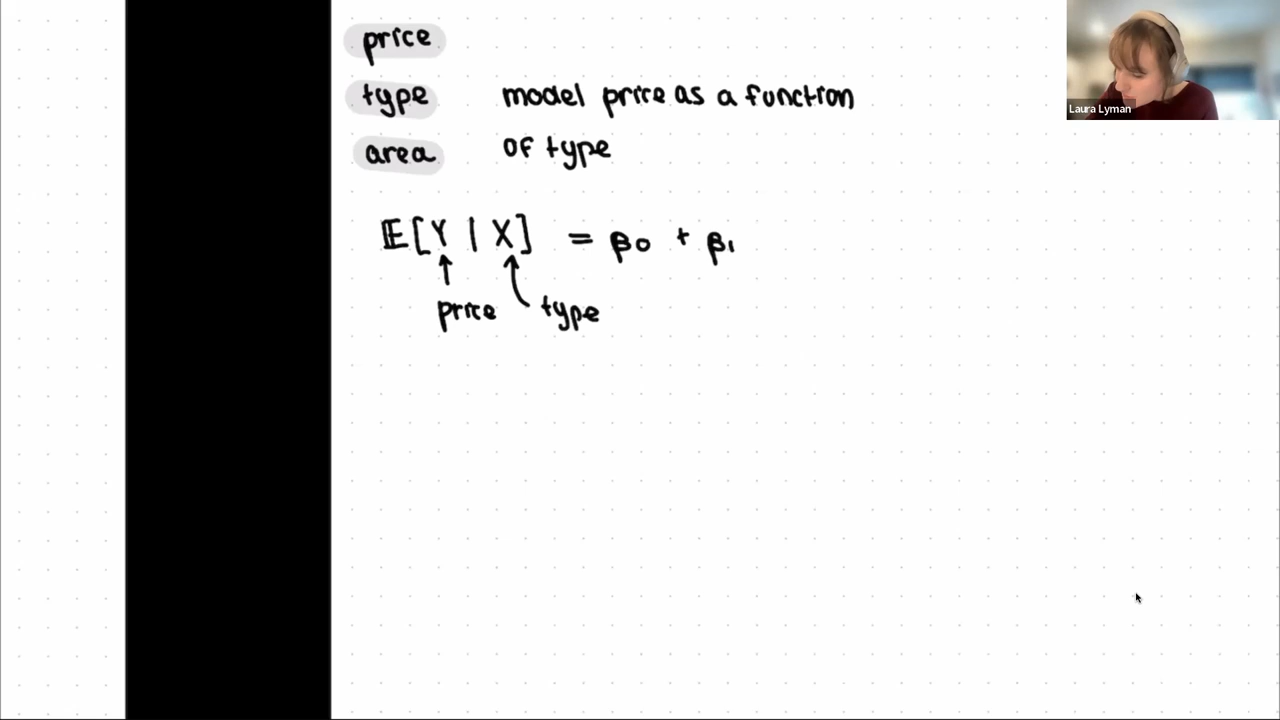 price
type
area
model price as a function
of type
𝔼[Y | X] = β0 + β1
price
type
Laura Lyman